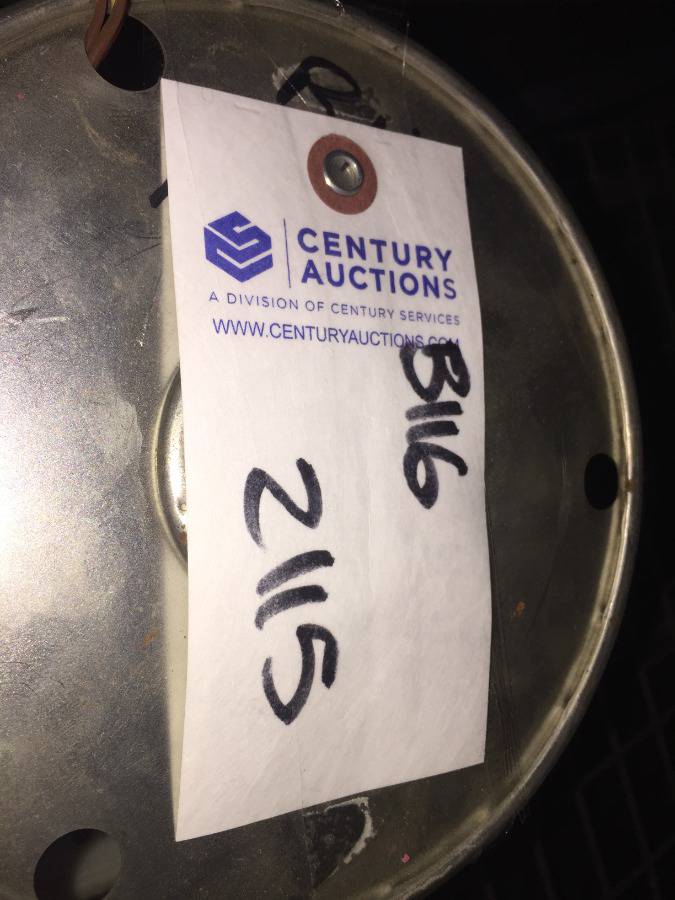 CENTURY
AUCTIONS
A DIVISION OF CENTURY SERVICES
WWW.CENTURYAUCTIONS.COM
B116
2115